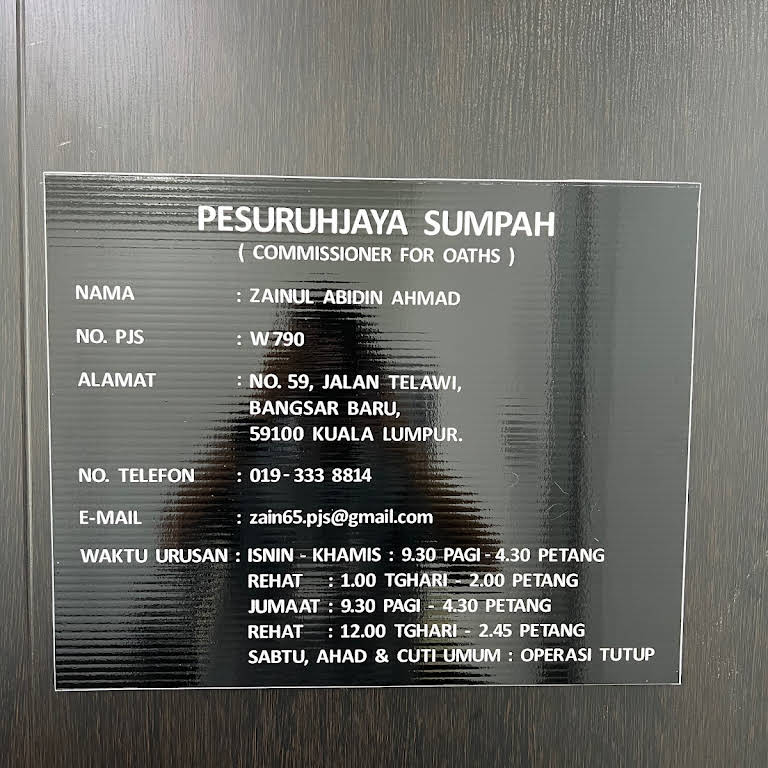 PESURUHJAYA SUMPAH
( COMMISSIONER FOR OATHS )
NAMA : ZAINUL ABIDIN AHMAD
NO. PJS : W 790
ALAMAT : NO. 59, JALAN TELAWI,
BANGSAR BARU,
59100 KUALA LUMPUR.
NO. TELEFON : 019 - 333 8814
E-MAIL : zain65.pjs@gmail.com
WAKTU URUSAN : ISNIN - KHAMIS : 9.30 PAGI - 4.30 PETANG
REHAT : 1.00 TGHARI - 2.00 PETANG
JUMAAT : 9.30 PAGI - 4.30 PETANG
REHAT : 12.00 TGHARI - 2.45 PETANG
SABTU, AHAD & CUTI UMUM : OPERASI TUTUP